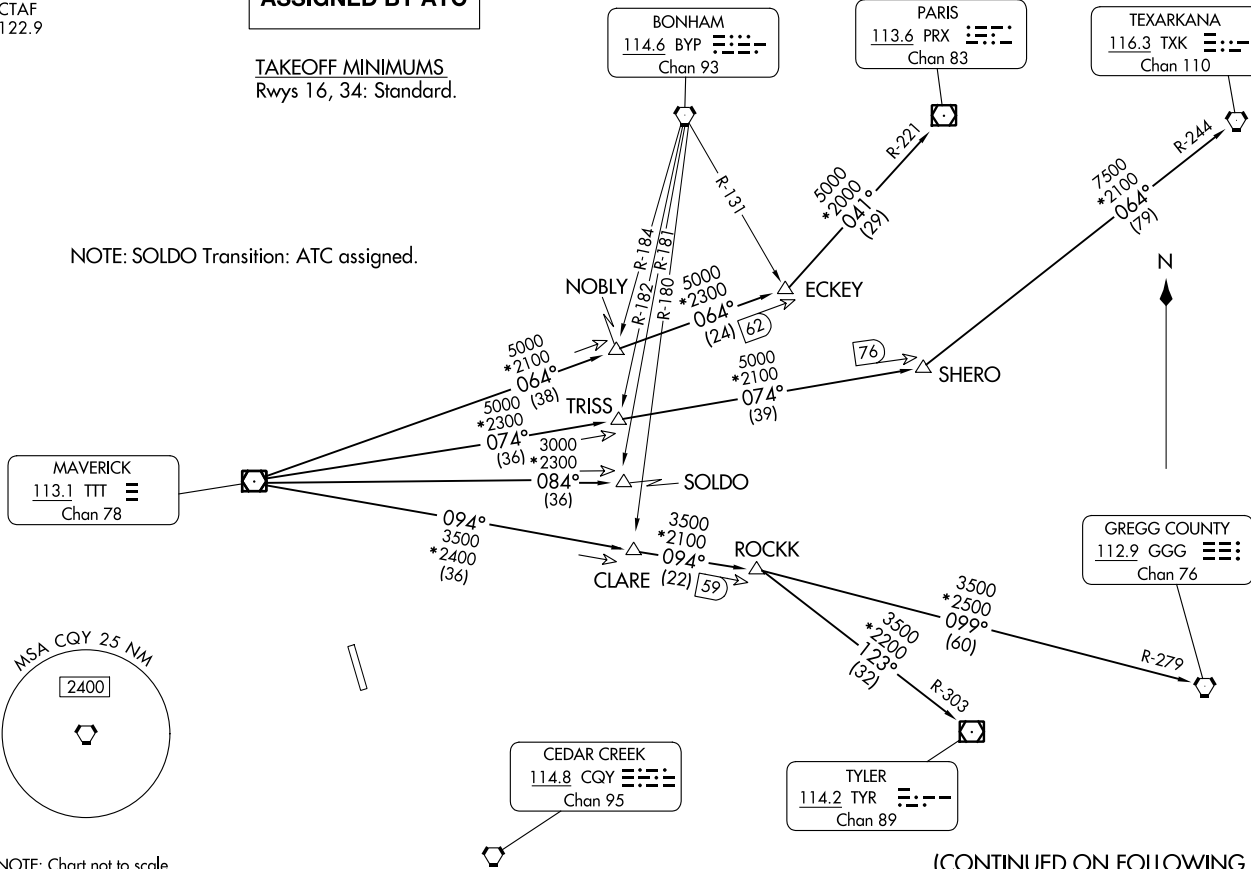 CTAF
122.9
ASSIGNED BY ATC
TAKEOFF MINIMUMS
Rwys 16, 34: Standard.
BONHAM
114.6 BYP
Chan 93
PARIS
113.6 PRX
Chan 83
TEXARKANA
116.3 TXK
Chan 110
NOTE: SOLDO Transition: ATC assigned.
R-221
R-244
R-131
R-184
R-181
R-182
R-180
5000
*2000
041°
(29)
7500
*2100
064°
(79)
N
NOBLY
5000
*2300
064°
(24)
62
ECKEY
5000
*2100
064°
(38)
76
SHERO
5000
*2100
074°
(39)
TRISS
5000
*2300
074°
(36)
3000
*2300
084°
(36)
SOLDO
MAVERICK
113.1 TTT
Chan 78
094°
3500
*2400
(36)
CLARE
3500
*2100
094°
(22)
59
ROCKK
GREGG COUNTY
112.9 GGG
Chan 76
3500
*2500
099°
(60)
R-279
3500
*2200
123°
(32)
R-303
MSA CQY 25 NM
2400
CEDAR CREEK
114.8 CQY
Chan 95
TYLER
114.2 TYR
Chan 89
NOTE: Chart not to scale
(CONTINUED ON FOLLOWING